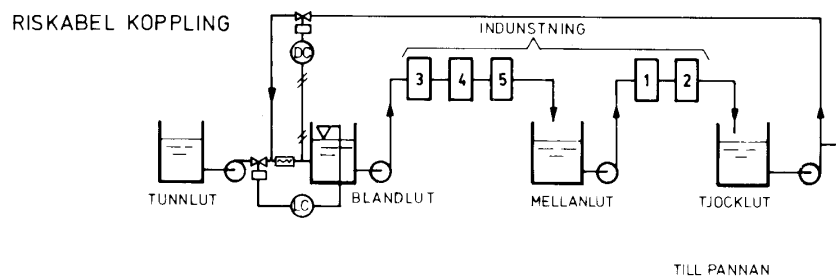 RISKABEL KOPPLING
INDUNSTNING
DC
3 4 5
1 2
LC
TUNNLUT
BLANDLUT
MELLANLUT
TJOCKLUT
TILL PANNAN